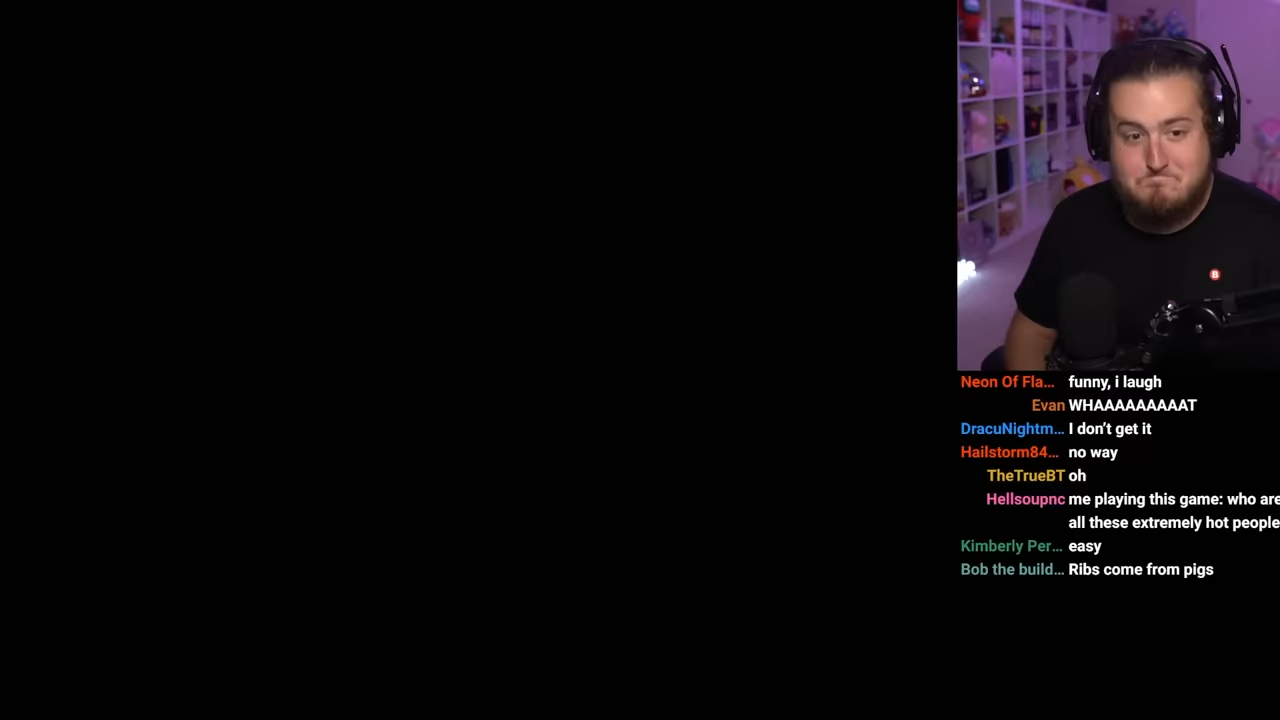 B
Neon Of Fla... funny, i laugh
Evan WHAAAAAAAAAT
DracuNightm... I don't get it
Hailstorm84... no way
TheTrueBT oh
Hellsoupnc me playing this game: who are
all these extremely hot people
Kimberly Per... easy
Bob the build... Ribs come from pigs